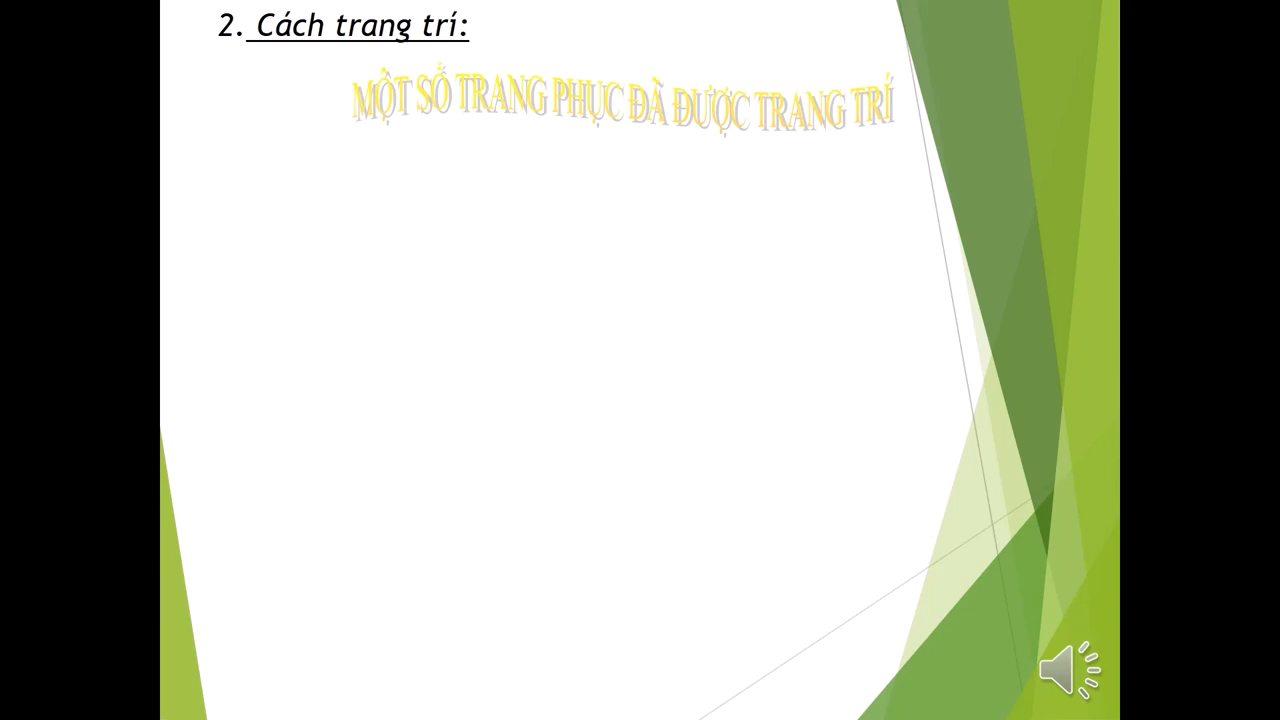 2. Cách trang trí:
MỘT SỐ TRANG PHỤC ĐÃ ĐƯỢC TRANG TRÍ